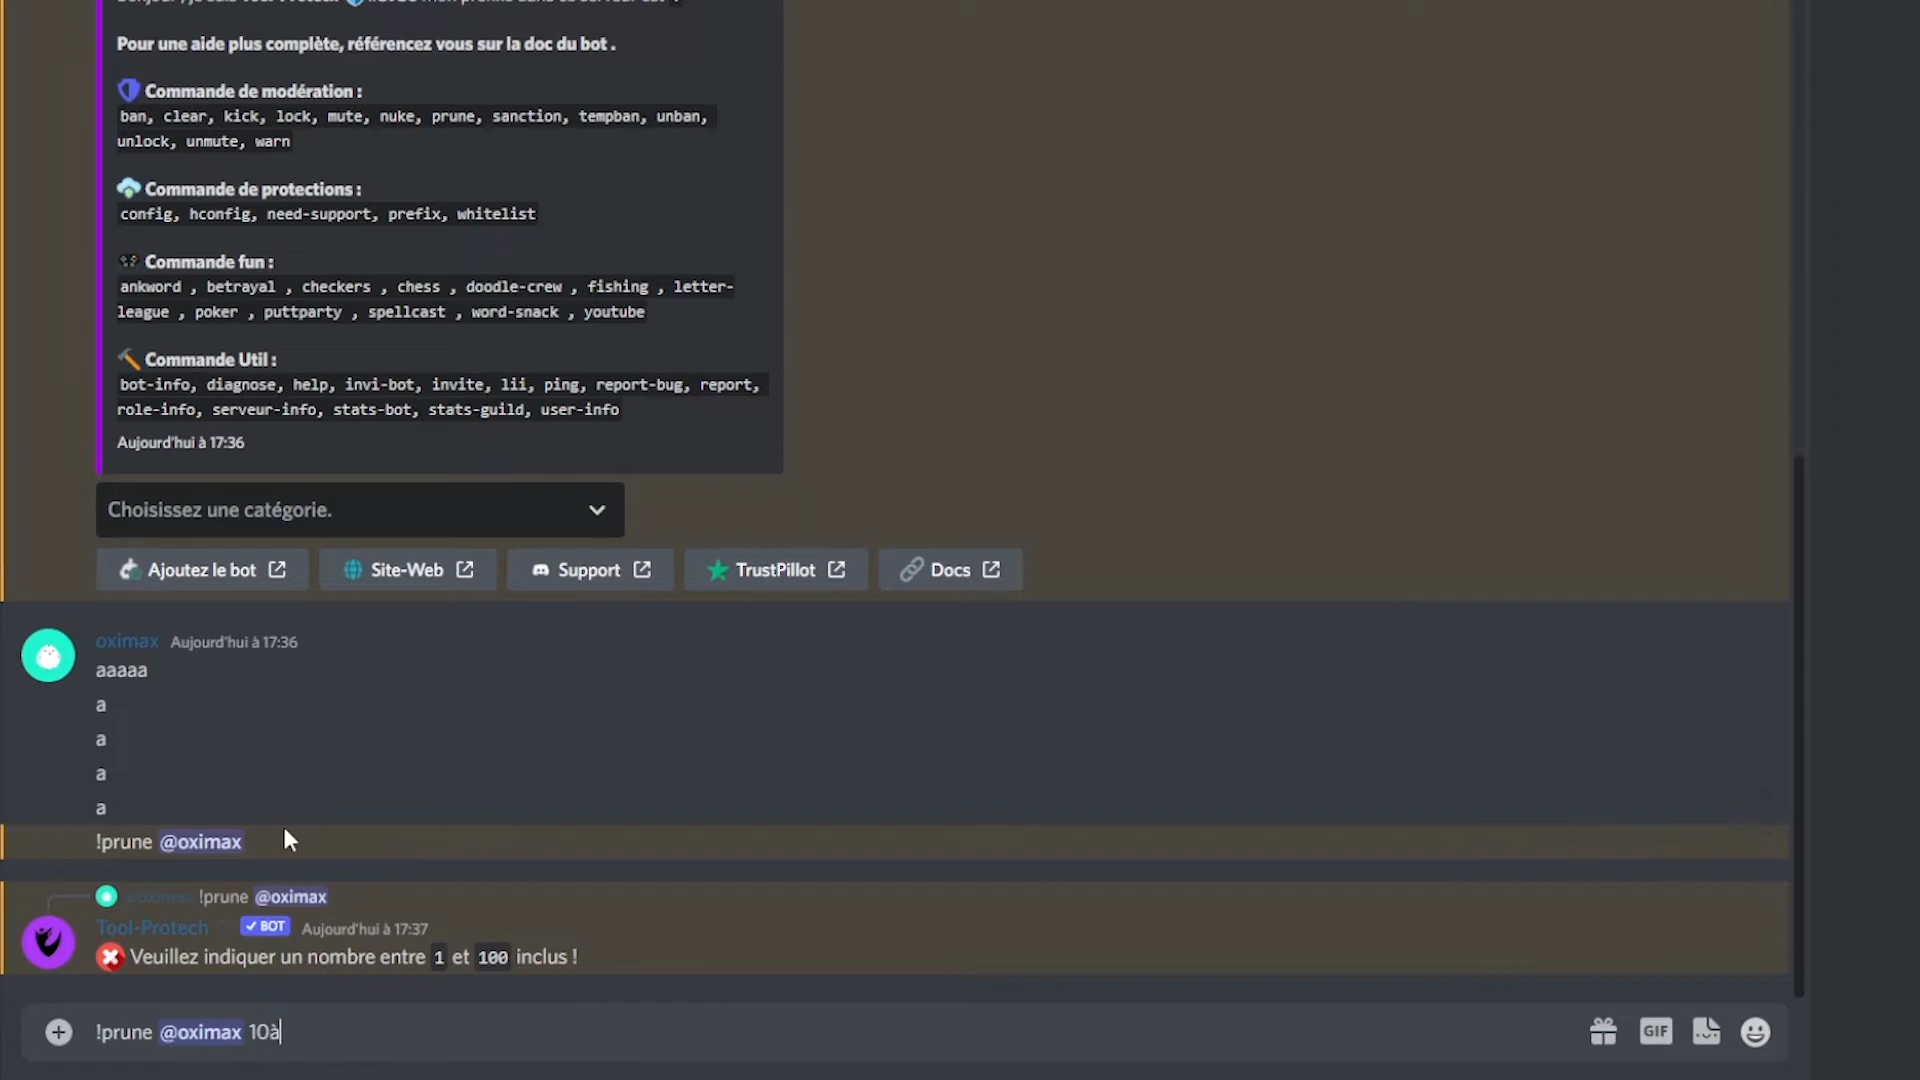 Pour une aide plus complète, référencez vous sur la doc du bot .
Commande de modération :
ban, clear, kick, lock, mute, nuke, prune, sanction, tempban, unban,
unlock, unmute, warn
Commande de protections :
config, hconfig, need-support, prefix, whitelist
Commande fun :
ankword , betrayal , checkers , chess , doodle-crew , fishing , letter-
league , poker , puttparty , spellcast , word-snack , youtube
Commande Util :
bot-info, diagnose, help, invi-bot, invite, lii, ping, report-bug, report,
role-info, serveur-info, stats-bot, stats-guild, user-info
Aujourd'hui à 17:36
Choisissez une catégorie.
Ajoutez le bot Site-Web Support TrustPillot Docs
oximax Aujourd'hui à 17:36
aaaaa
a
a
a
a
!prune @oximax
!prune @oximax
Tool-Protech BOT Aujourd'hui à 17:37
Veuillez indiquer un nombre entre 1 et 100 inclus !
!prune @oximax 10à
GIF